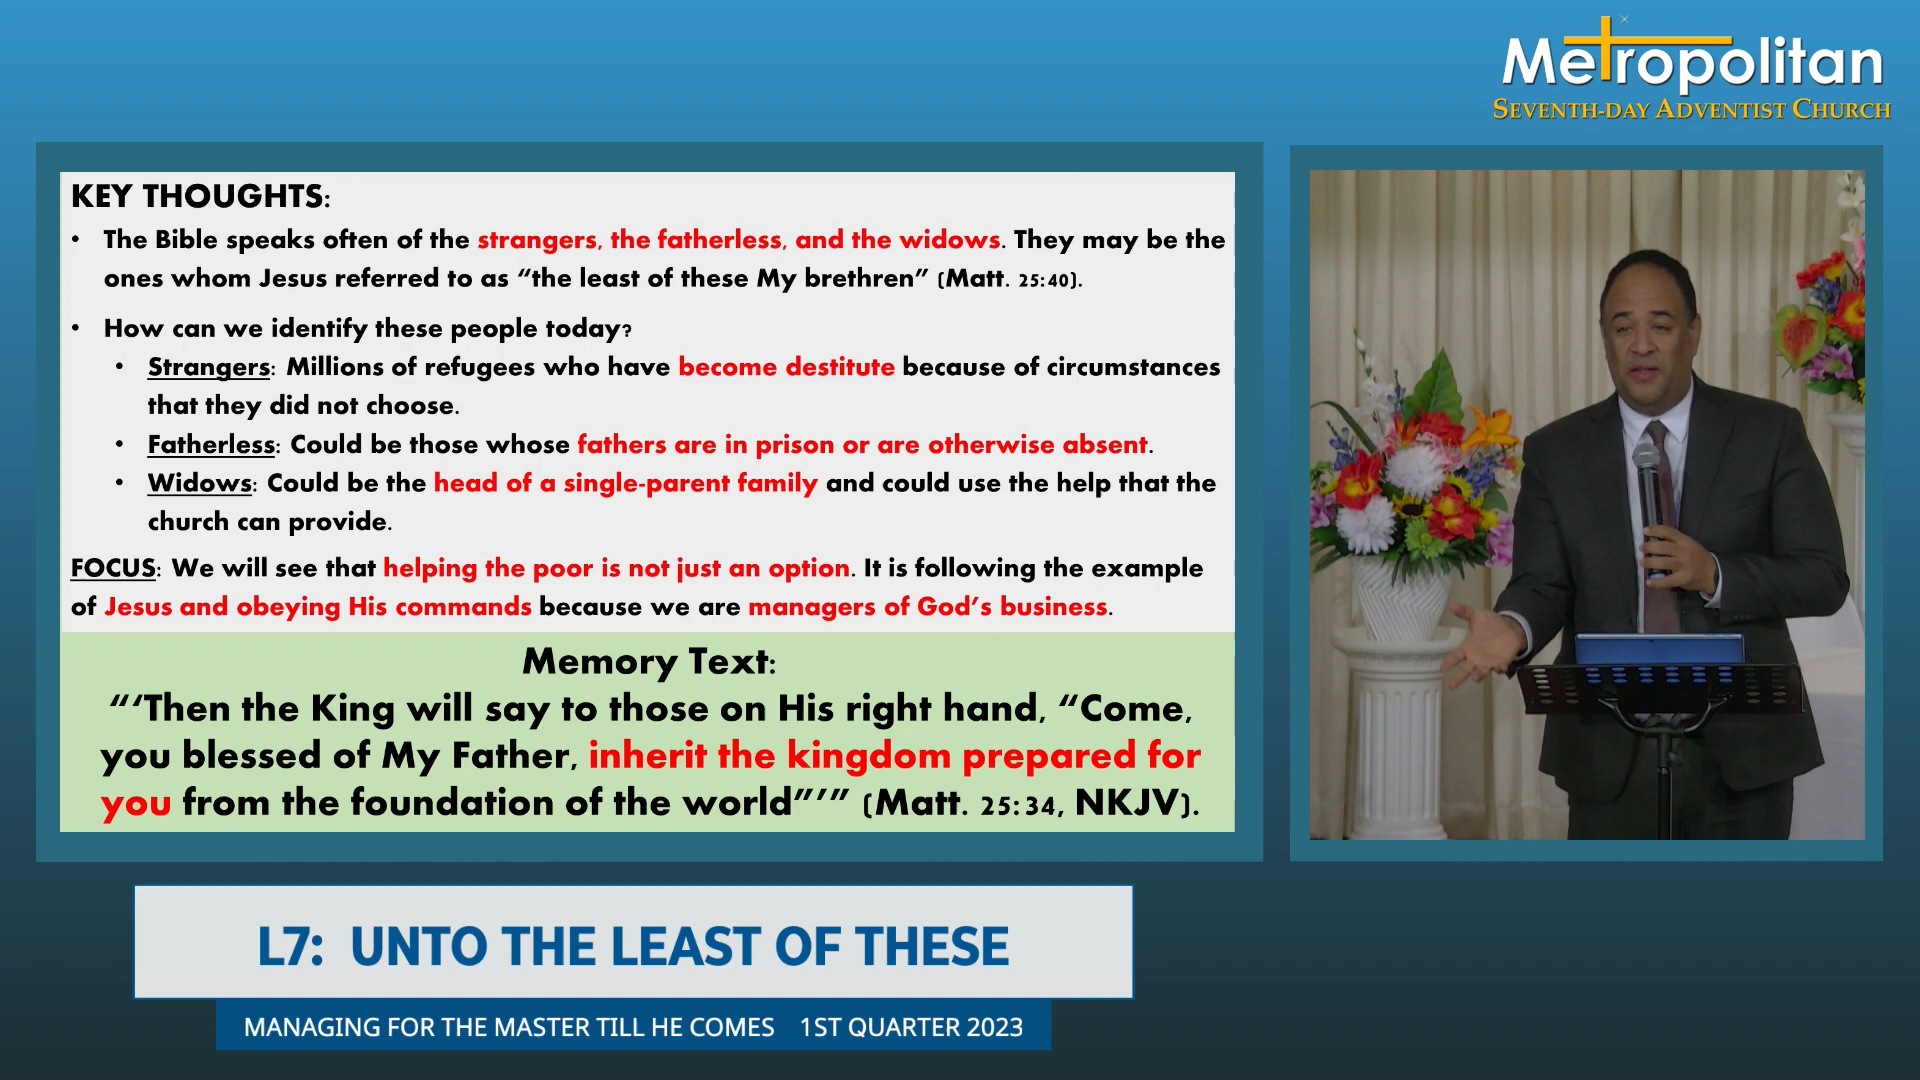 Metropolitan
SEVENTH-DAY ADVENTIST CHURCH
KEY THOUGHTS:
• The Bible speaks often of the strangers, the fatherless, and the widows. They may be the
ones whom Jesus referred to as “the least of these My brethren” (Matt. 25:40).
• How can we identify these people today?
• Strangers: Millions of refugees who have become destitute because of circumstances
that they did not choose.
• Fatherless: Could be those whose fathers are in prison or are otherwise absent.
• Widows: Could be the head of a single-parent family and could use the help that the
church can provide.
FOCUS: We will see that helping the poor is not just an option. It is following the example
of Jesus and obeying His commands because we are managers of God’s business.
Memory Text:
“‘Then the King will say to those on His right hand, “Come,
you blessed of My Father, inherit the kingdom prepared for
you from the foundation of the world”’” (Matt. 25:34, NKJV).
L7: UNTO THE LEAST OF THESE
MANAGING FOR THE MASTER TILL HE COMES 1ST QUARTER 2023